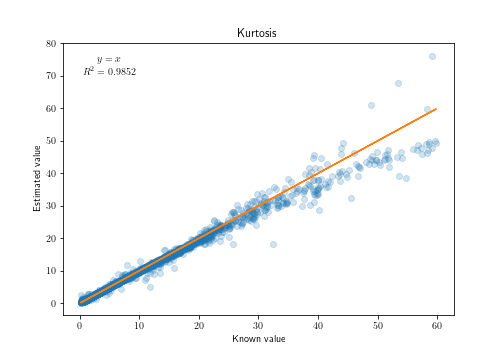 Kurtosis
80
70
60
50
40
30
20
10
0
y = x
R² = 0.9852
Estimated value
0 10 20 30 40 50 60
Known value